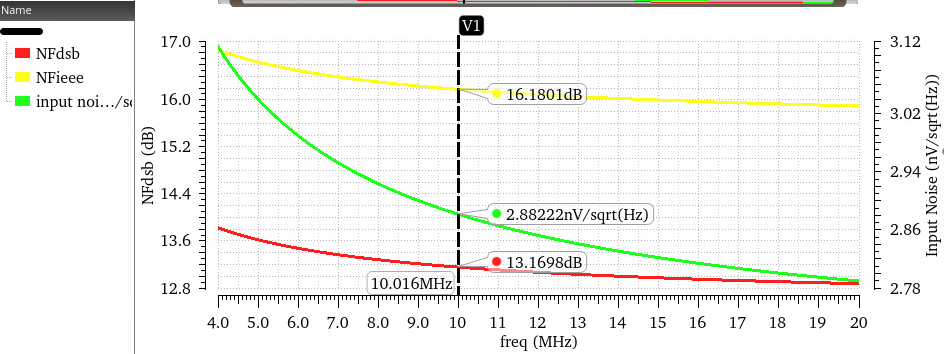 Name
NFdsb
NFieee
input noi.../s
V1
17.0
16.0
15.2
14.4
13.6
12.8
NFdsb (dB)
3.12
3.02
2.94
2.86
2.78
Input Noise (nV/sqrt(Hz))
16.1801dB
2.88222nV/sqrt(Hz)
13.1698dB
10.016MHz
4.0 5.0 6.0 7.0 8.0 9.0 10 11 12 13 14 15 16 17 18 19 20
freq (MHz)